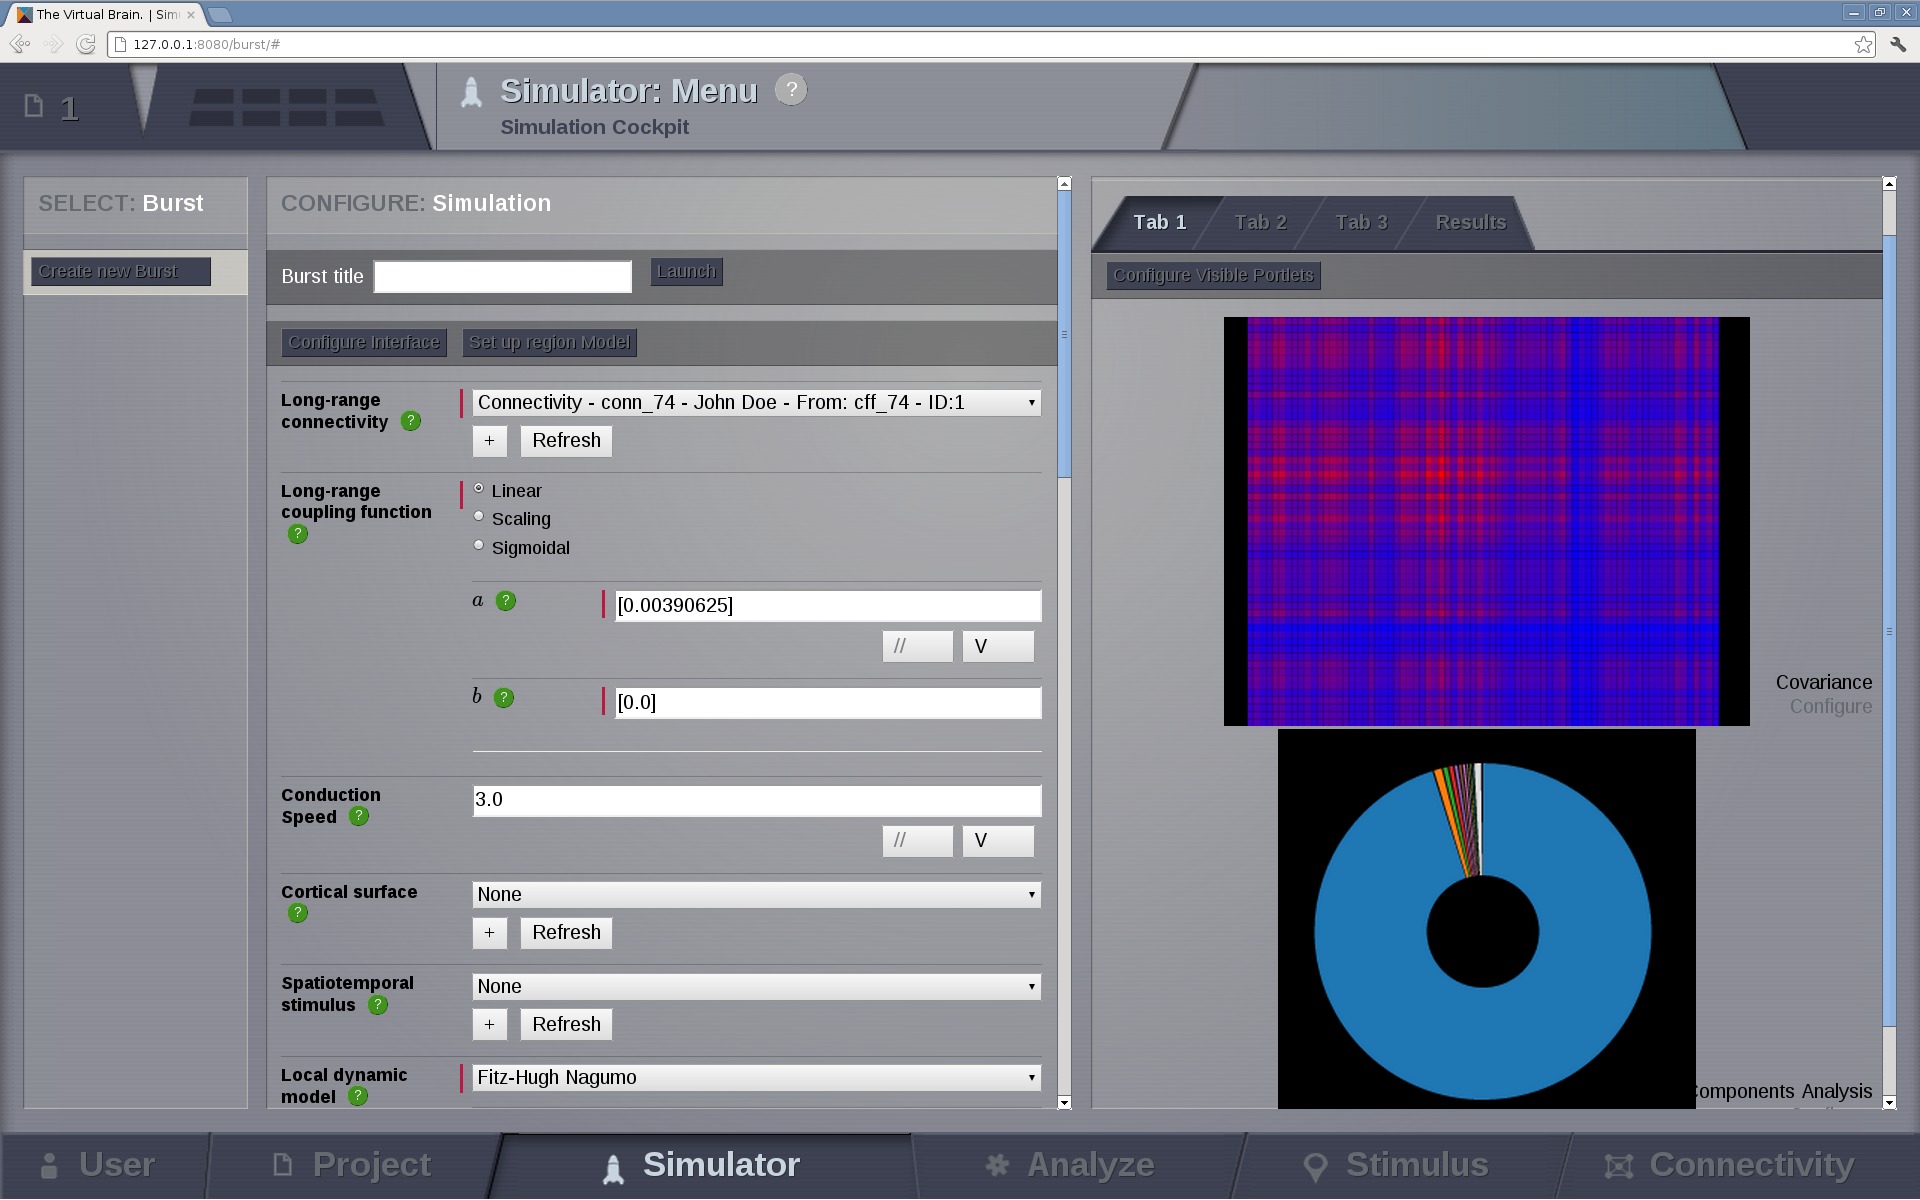 The Virtual Brain. | Sim
127.0.0.1:8080/burst/#
1
Simulator: Menu ?
Simulation Cockpit
SELECT: Burst
Create new Burst
CONFIGURE: Simulation
Burst title
Launch
Configure Interface
Set up region Model
Long-range
connectivity ?
Connectivity - conn_74 - John Doe - From: cff_74 - ID:1
+ Refresh
Long-range
coupling function
?
Linear
Scaling
Sigmoidal
a ? [0.00390625]
// V
b ? [0.0]
Conduction
Speed ?
3.0
// V
Cortical surface
?
None
+ Refresh
Spatiotemporal
stimulus ?
None
+ Refresh
Local dynamic
model ?
Fitz-Hugh Nagumo
Tab 1 Tab 2 Tab 3 Results
Configure Visible Portlets
Covariance
Configure
omponents Analysis
User Project Simulator Analyze Stimulus Connectivity